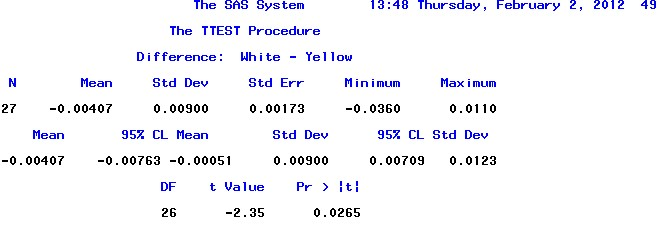 The SAS System 13:48 Thursday, February 2, 2012 49
The TTEST Procedure
Difference: White - Yellow
N Mean Std Dev Std Err Minimum Maximum
27 -0.00407 0.00900 0.00173 -0.0360 0.0110
Mean 95% CL Mean Std Dev 95% CL Std Dev
-0.00407 -0.00763 -0.00051 0.00900 0.00709 0.0123
DF t Value Pr > |t|
26 -2.35 0.0265